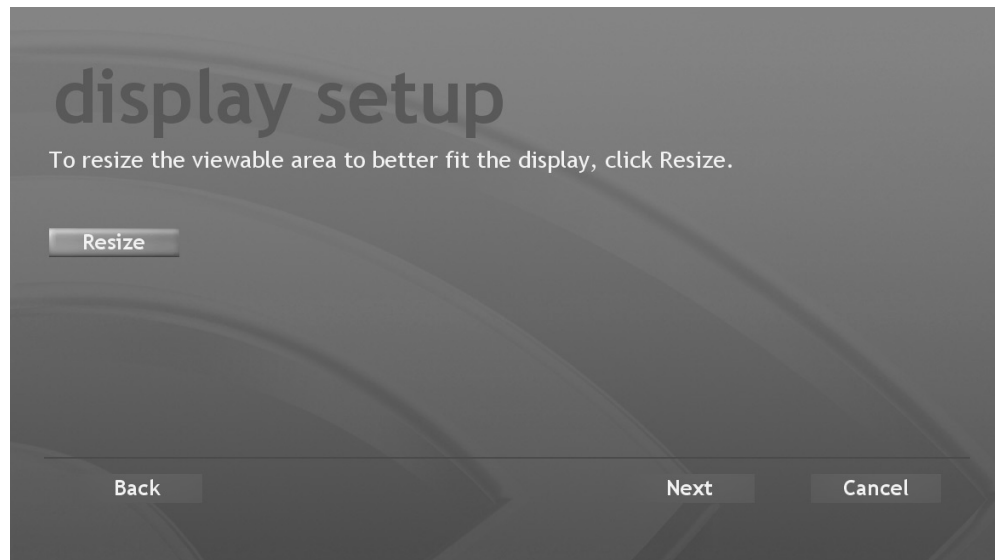 display setup
To resize the viewable area to better fit the display, click Resize.
Resize
Back Next Cancel